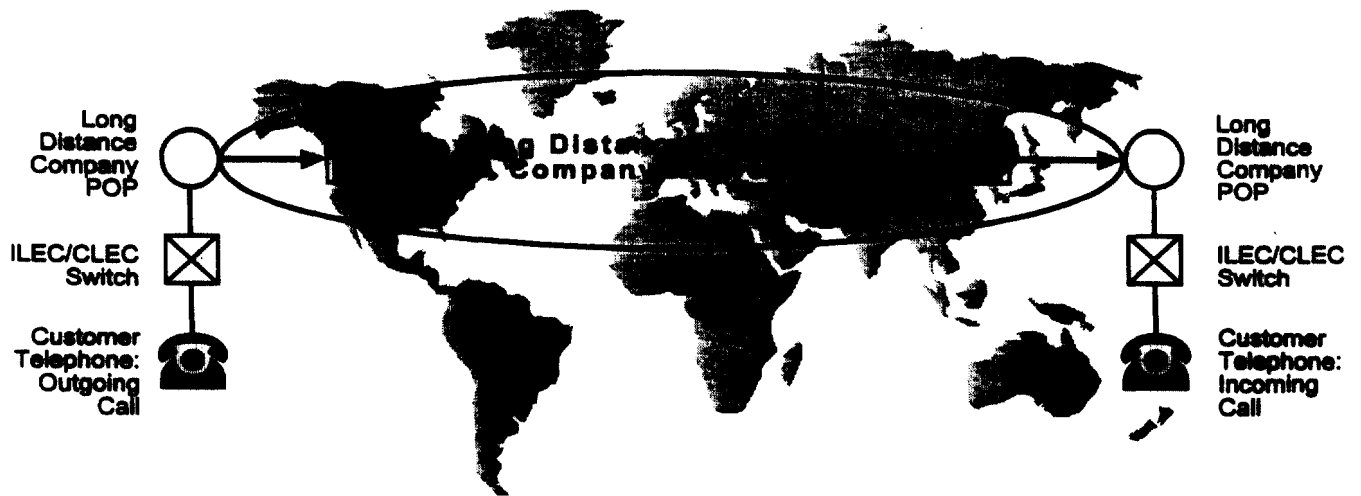 Long
Distance
Company
POP
ILEC/CLEC
Switch
Customer
Telephone:
Outgoing
Call
Company
Long
Distance
Company
POP
ILEC/CLEC
Switch
Customer
Telephone:
Incoming
Call